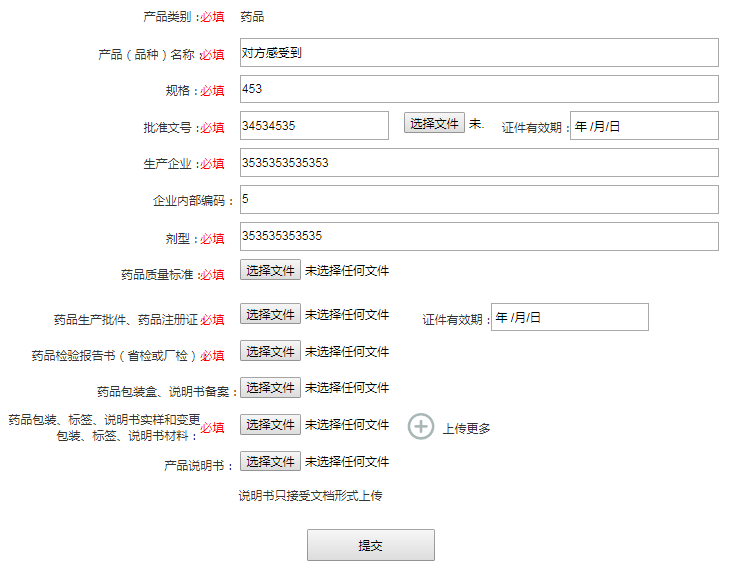 产品类别：必填 药品
产品（品种）名称：必填 对方感受到
规格：必填 453
批准文号：必填 34534535 选择文件 未. 证件有效期： 年 /月/日
生产企业：必填 3535353535353
企业内部编码： 5
剂型：必填 353535353535
药品质量标准：必填 选择文件 未选择任何文件
药品生产批件、药品注册证 必填 选择文件 未选择任何文件 证件有效期： 年 /月/日
药品检验报告书（省检或厂检）必填 选择文件 未选择任何文件
药品包装盒、说明书备案： 选择文件 未选择任何文件
药品包装、标签、说明书实样和变更
包装、标签、说明书材料：必填 选择文件 未选择任何文件 上传更多
产品说明书： 选择文件 未选择任何文件
说明书只接受文档形式上传
提交